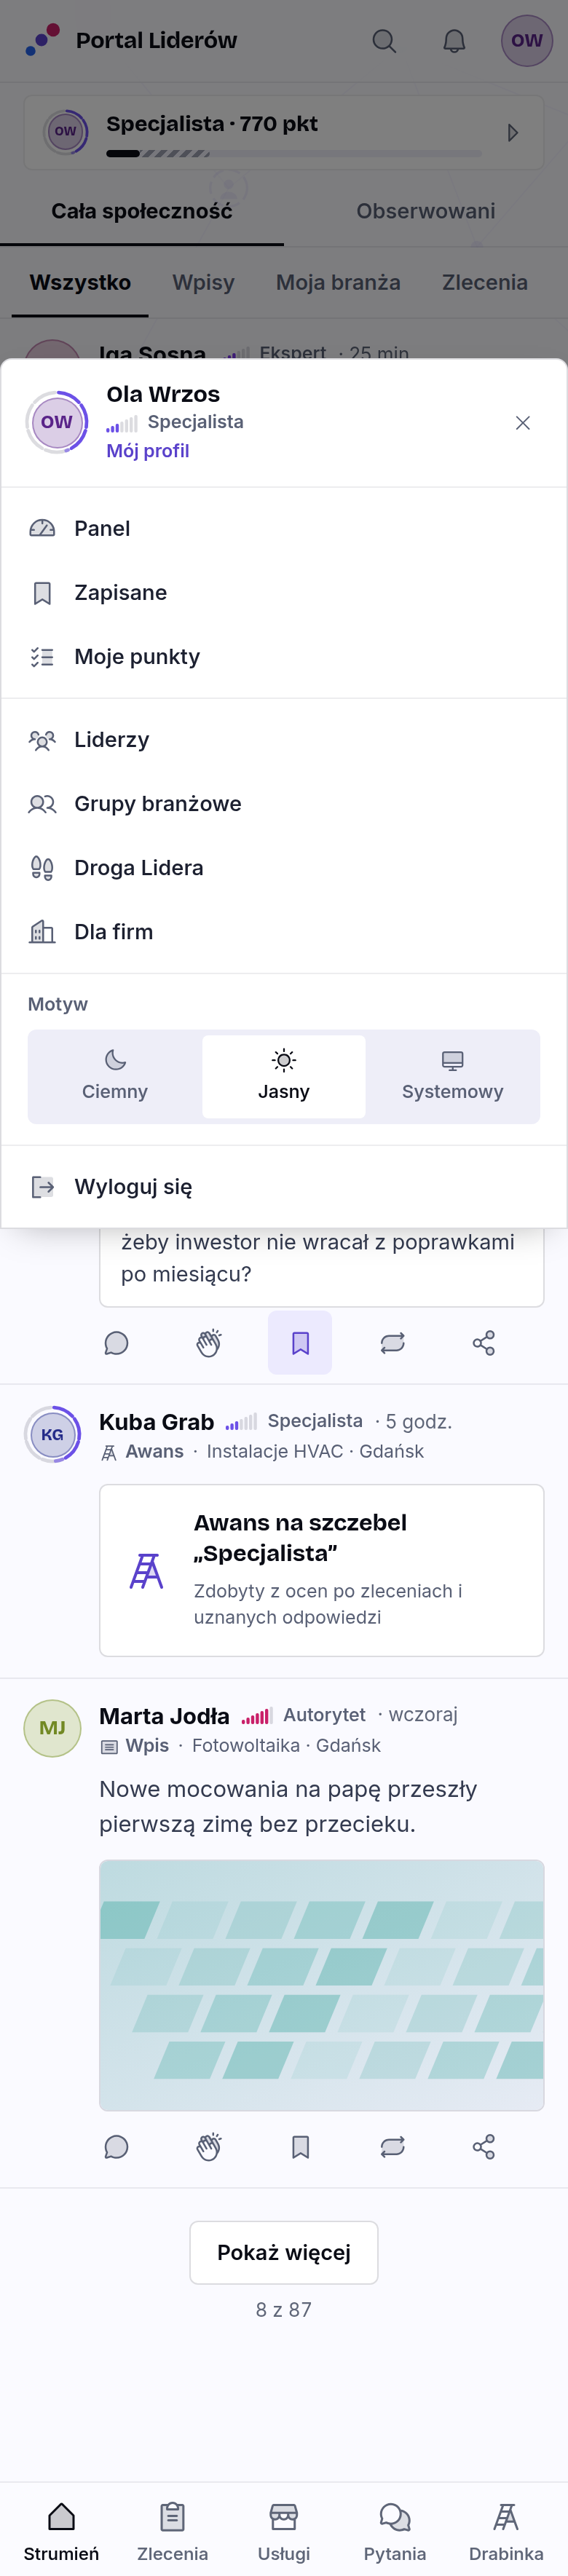 Portal Liderów
OW
OW
Specjalista · 770 pkt
Cała społeczność
Obserwowani
Wszystko
Wpisy
Moja branża
Zlecenia
Iga Sosna Ekspert · 25 min
OW
Ola Wrzos
Specjalista
Mój profil
Panel
Zapisane
Moje punkty
Liderzy
Grupy branżowe
Droga Lidera
Dla firm
Motyw
Ciemny
Jasny
Systemowy
Wyloguj się
żeby inwestor nie wracał z poprawkami
po miesiącu?
KG
Kuba Grab Specjalista · 5 godz.
Awans · Instalacje HVAC · Gdańsk
Awans na szczebel
„Specjalista”
Zdobyty z ocen po zleceniach i
uznanych odpowiedzi
MJ
Marta Jodła Autorytet · wczoraj
Wpis · Fotowoltaika · Gdańsk
Nowe mocowania na papę przeszły
pierwszą zimę bez przecieku.
Pokaż więcej
8 z 87
Strumień
Zlecenia
Usługi
Pytania
Drabinka